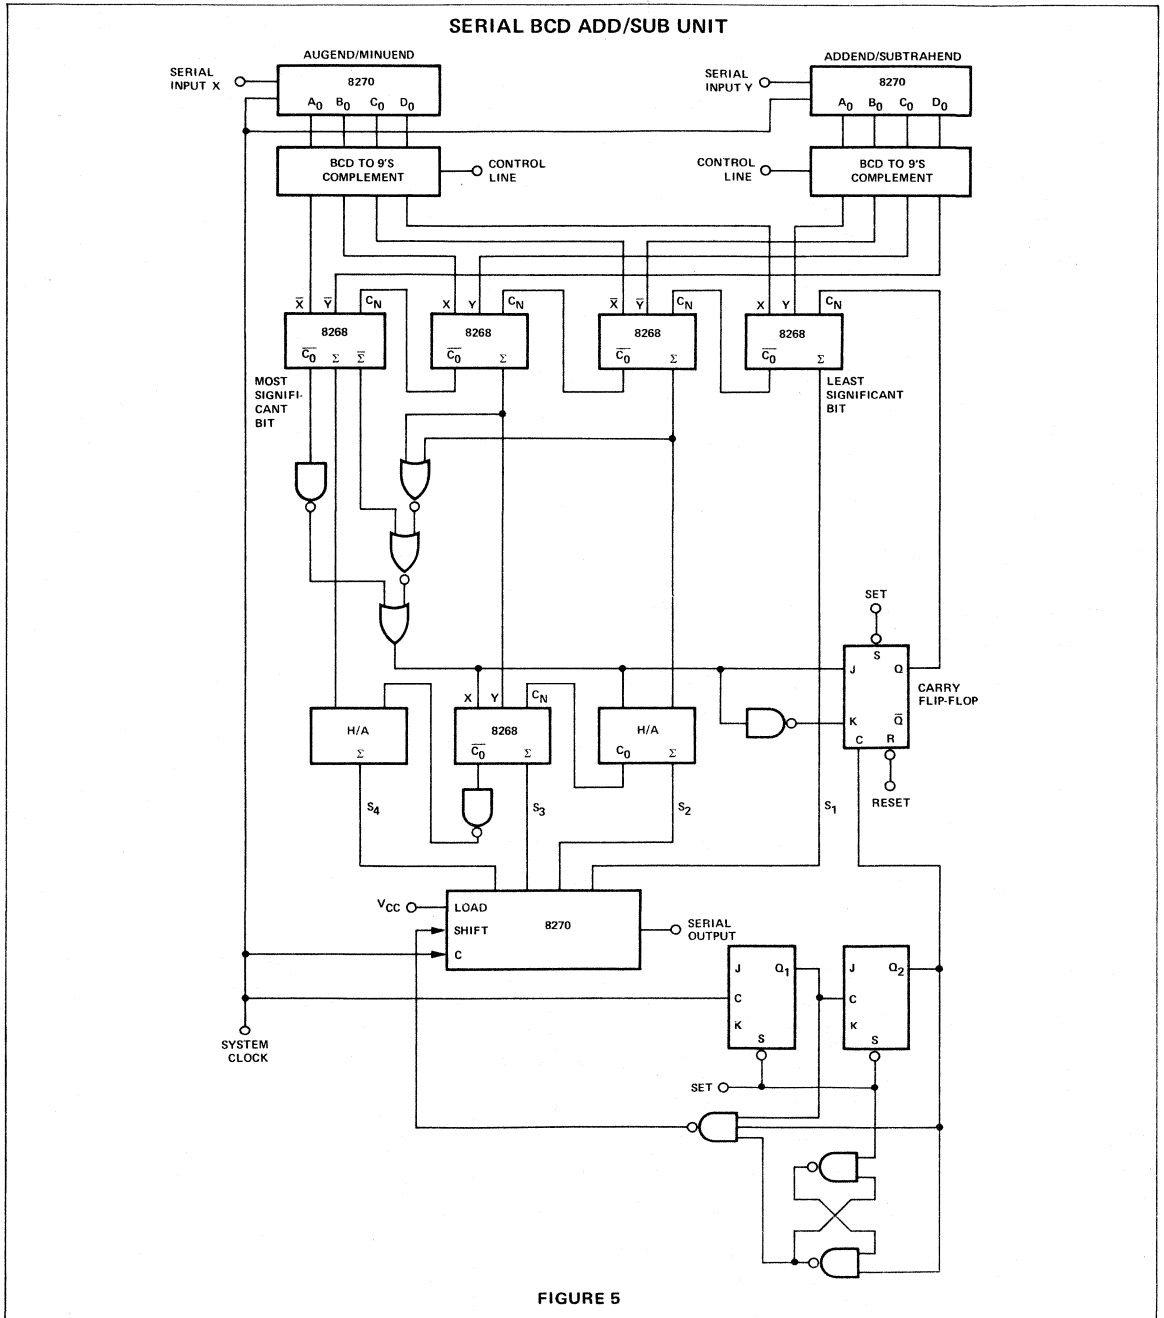 SERIAL BCD ADD/SUB UNIT
AUGEND/MINUEND
ADDEND/SUBTRAHEND
SERIAL
INPUT X
8270
A0 B0 C0 D0
SERIAL
INPUT Y
8270
A0 B0 C0 D0
BCD TO 9'S
COMPLEMENT
CONTROL
LINE
CONTROL
LINE
BCD TO 9'S
COMPLEMENT
X̅ Y̅ CN
X Y CN
X̅ Y̅ CN
X Y CN
8268
C̅0̅ Σ Σ̅
8268
C̅0̅ Σ
8268
C̅0̅ Σ
8268
C̅0̅ Σ
MOST
SIGNIFI-
CANT
BIT
LEAST
SIGNIFICANT
BIT
SET
S
J Q
K Q̅
C R
CARRY
FLIP-FLOP
RESET
X Y CN
H/A
Σ
8268
C̅0̅ Σ
H/A
C0 Σ
S4
S3
S2
S1
VCC
LOAD
SHIFT
C
8270
SERIAL
OUTPUT
J Q1
C
K
S
J Q2
C
K
S
SYSTEM
CLOCK
SET
FIGURE 5